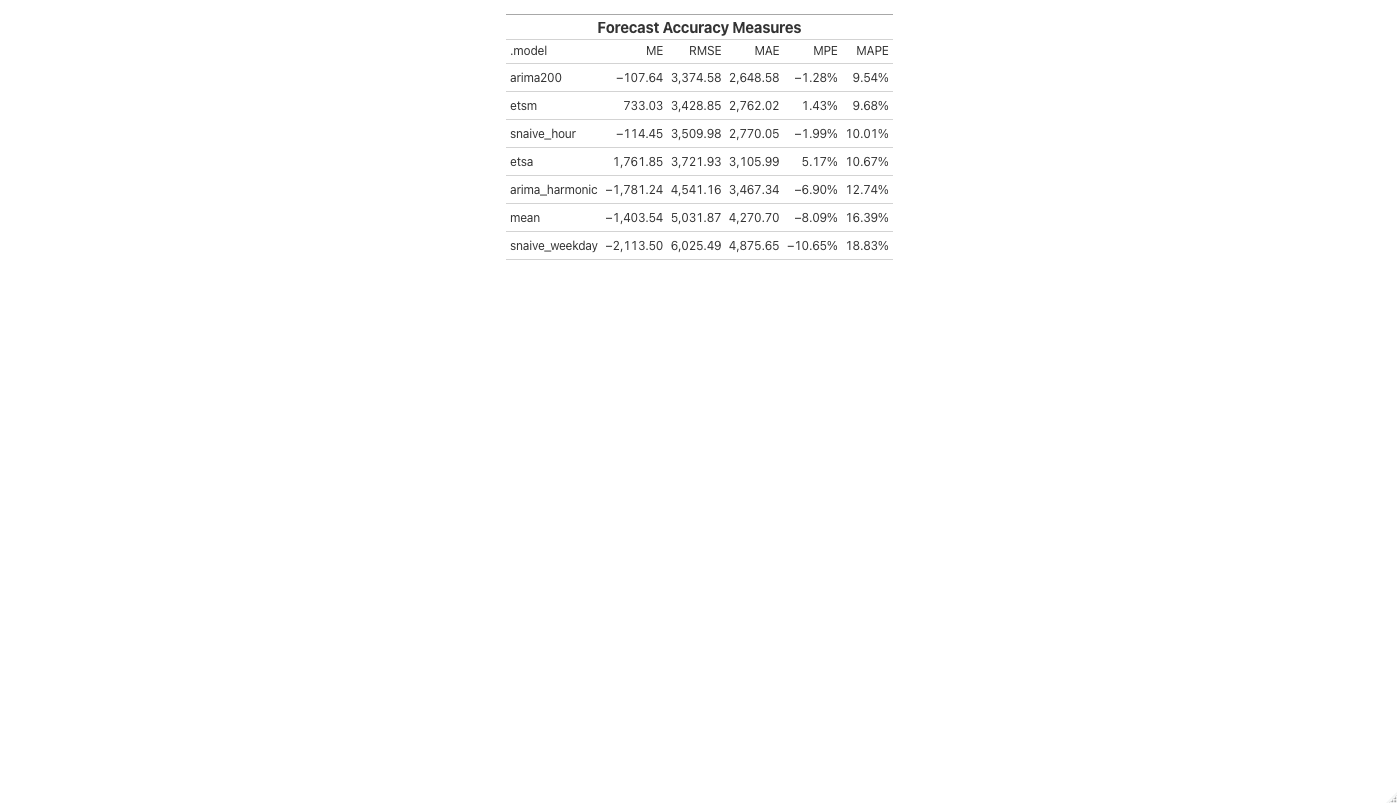 Forecast Accuracy Measures
.model ME RMSE MAE MPE MAPE
arima200 −107.64 3,374.58 2,648.58 −1.28% 9.54%
etsm 733.03 3,428.85 2,762.02 1.43% 9.68%
snaive_hour −114.45 3,509.98 2,770.05 −1.99% 10.01%
etsa 1,761.85 3,721.93 3,105.99 5.17% 10.67%
arima_harmonic −1,781.24 4,541.16 3,467.34 −6.90% 12.74%
mean −1,403.54 5,031.87 4,270.70 −8.09% 16.39%
snaive_weekday −2,113.50 6,025.49 4,875.65 −10.65% 18.83%